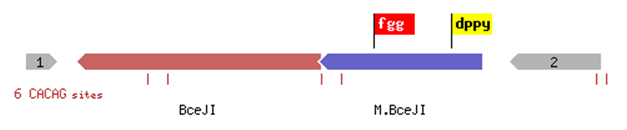 fgg dppy
1 2
6 CACAG sites
BceJI M.BceJI